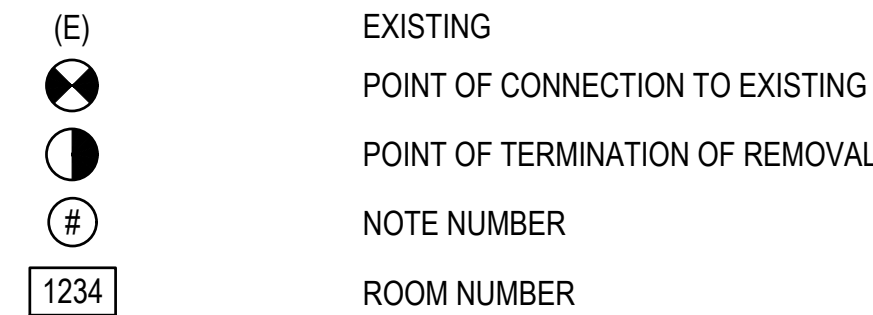 (E) EXISTING
POINT OF CONNECTION TO EXISTING
POINT OF TERMINATION OF REMOVAL
# NOTE NUMBER
1234 ROOM NUMBER